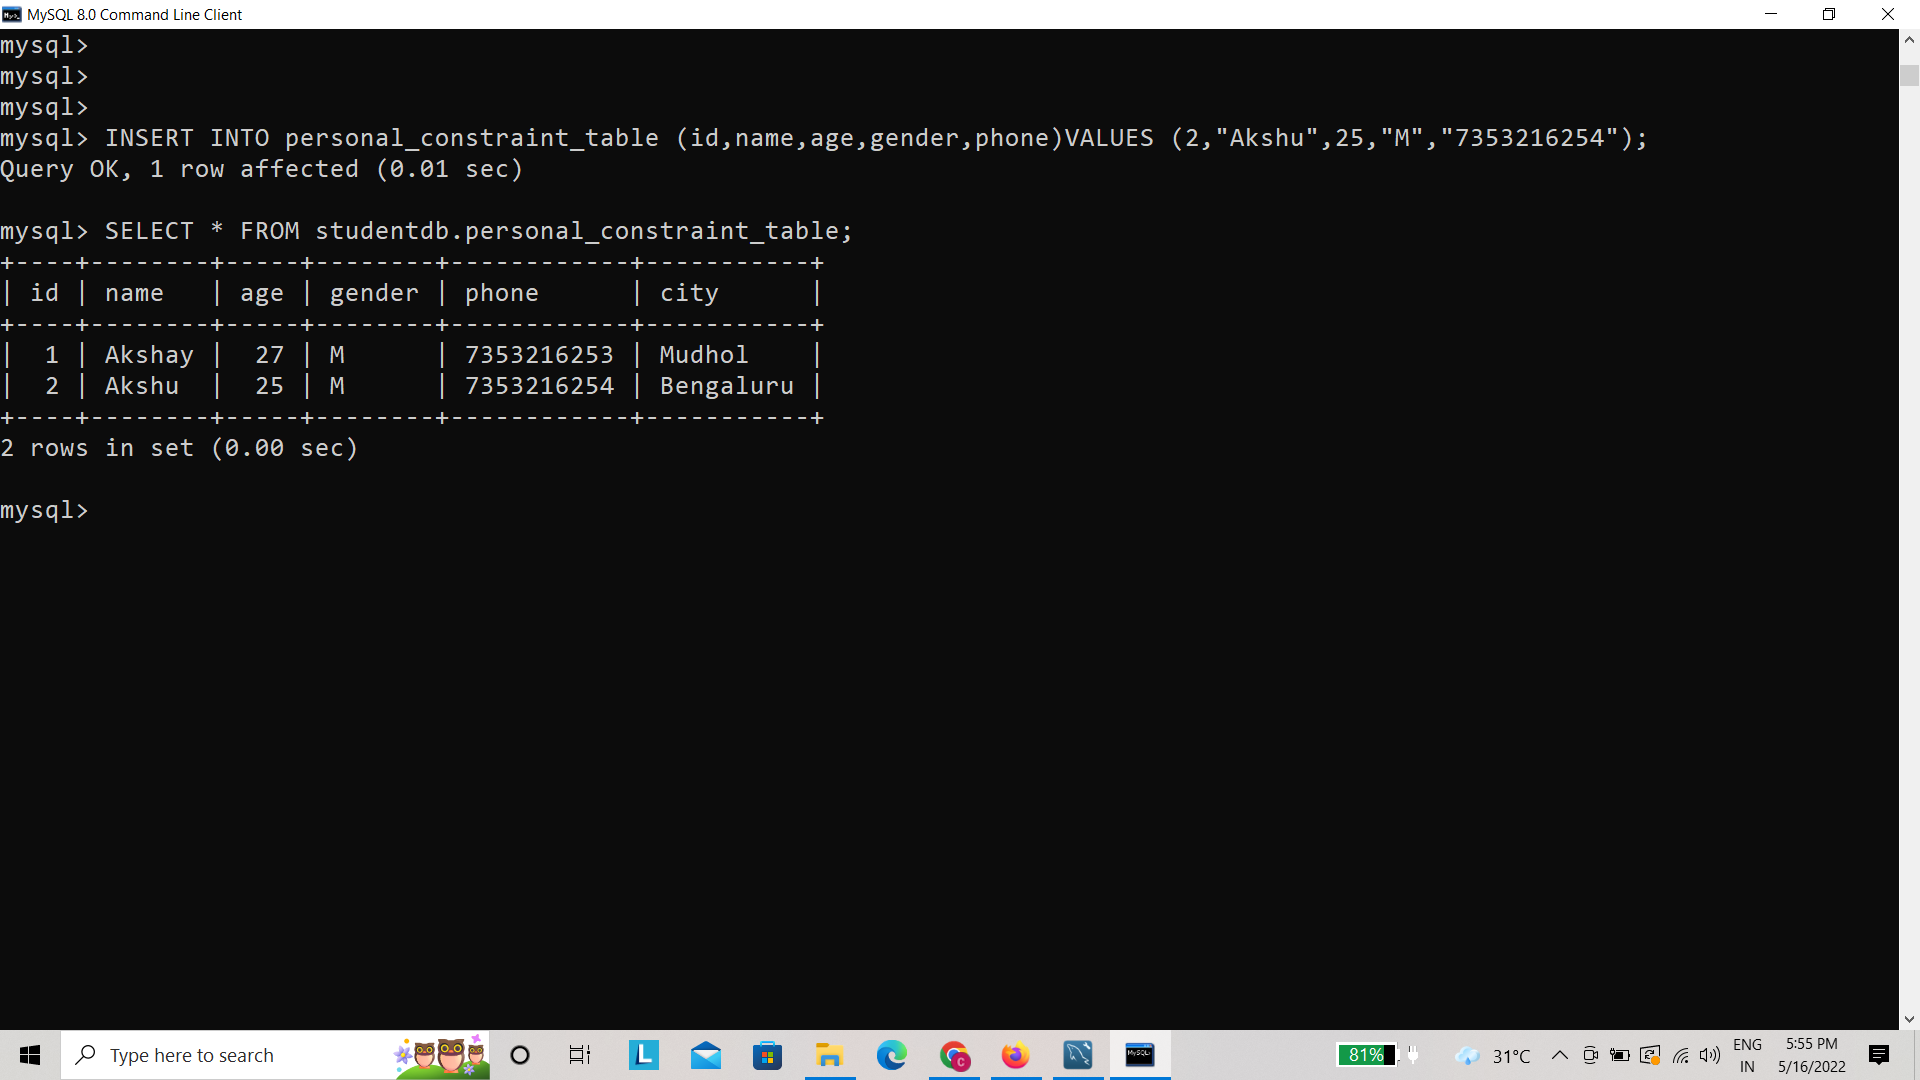 MySQL 8.0 Command Line Client
mysql>
mysql>
mysql>
mysql> INSERT INTO personal_constraint_table (id,name,age,gender,phone)VALUES (2,"Akshu",25,"M","7353216254");
Query OK, 1 row affected (0.01 sec)
mysql> SELECT * FROM studentdb.personal_constraint_table;
+----+--------+-----+--------+------------+-----------+
| id | name   | age | gender | phone      | city      |
+----+--------+-----+--------+------------+-----------+
|  1 | Akshay |  27 | M      | 7353216253 | Mudhol    |
|  2 | Akshu  |  25 | M      | 7353216254 | Bengaluru |
+----+--------+-----+--------+------------+-----------+
2 rows in set (0.00 sec)
mysql>
Type here to search
L
C
MySQL
81%
31°C
ENG
IN
5:55 PM
5/16/2022